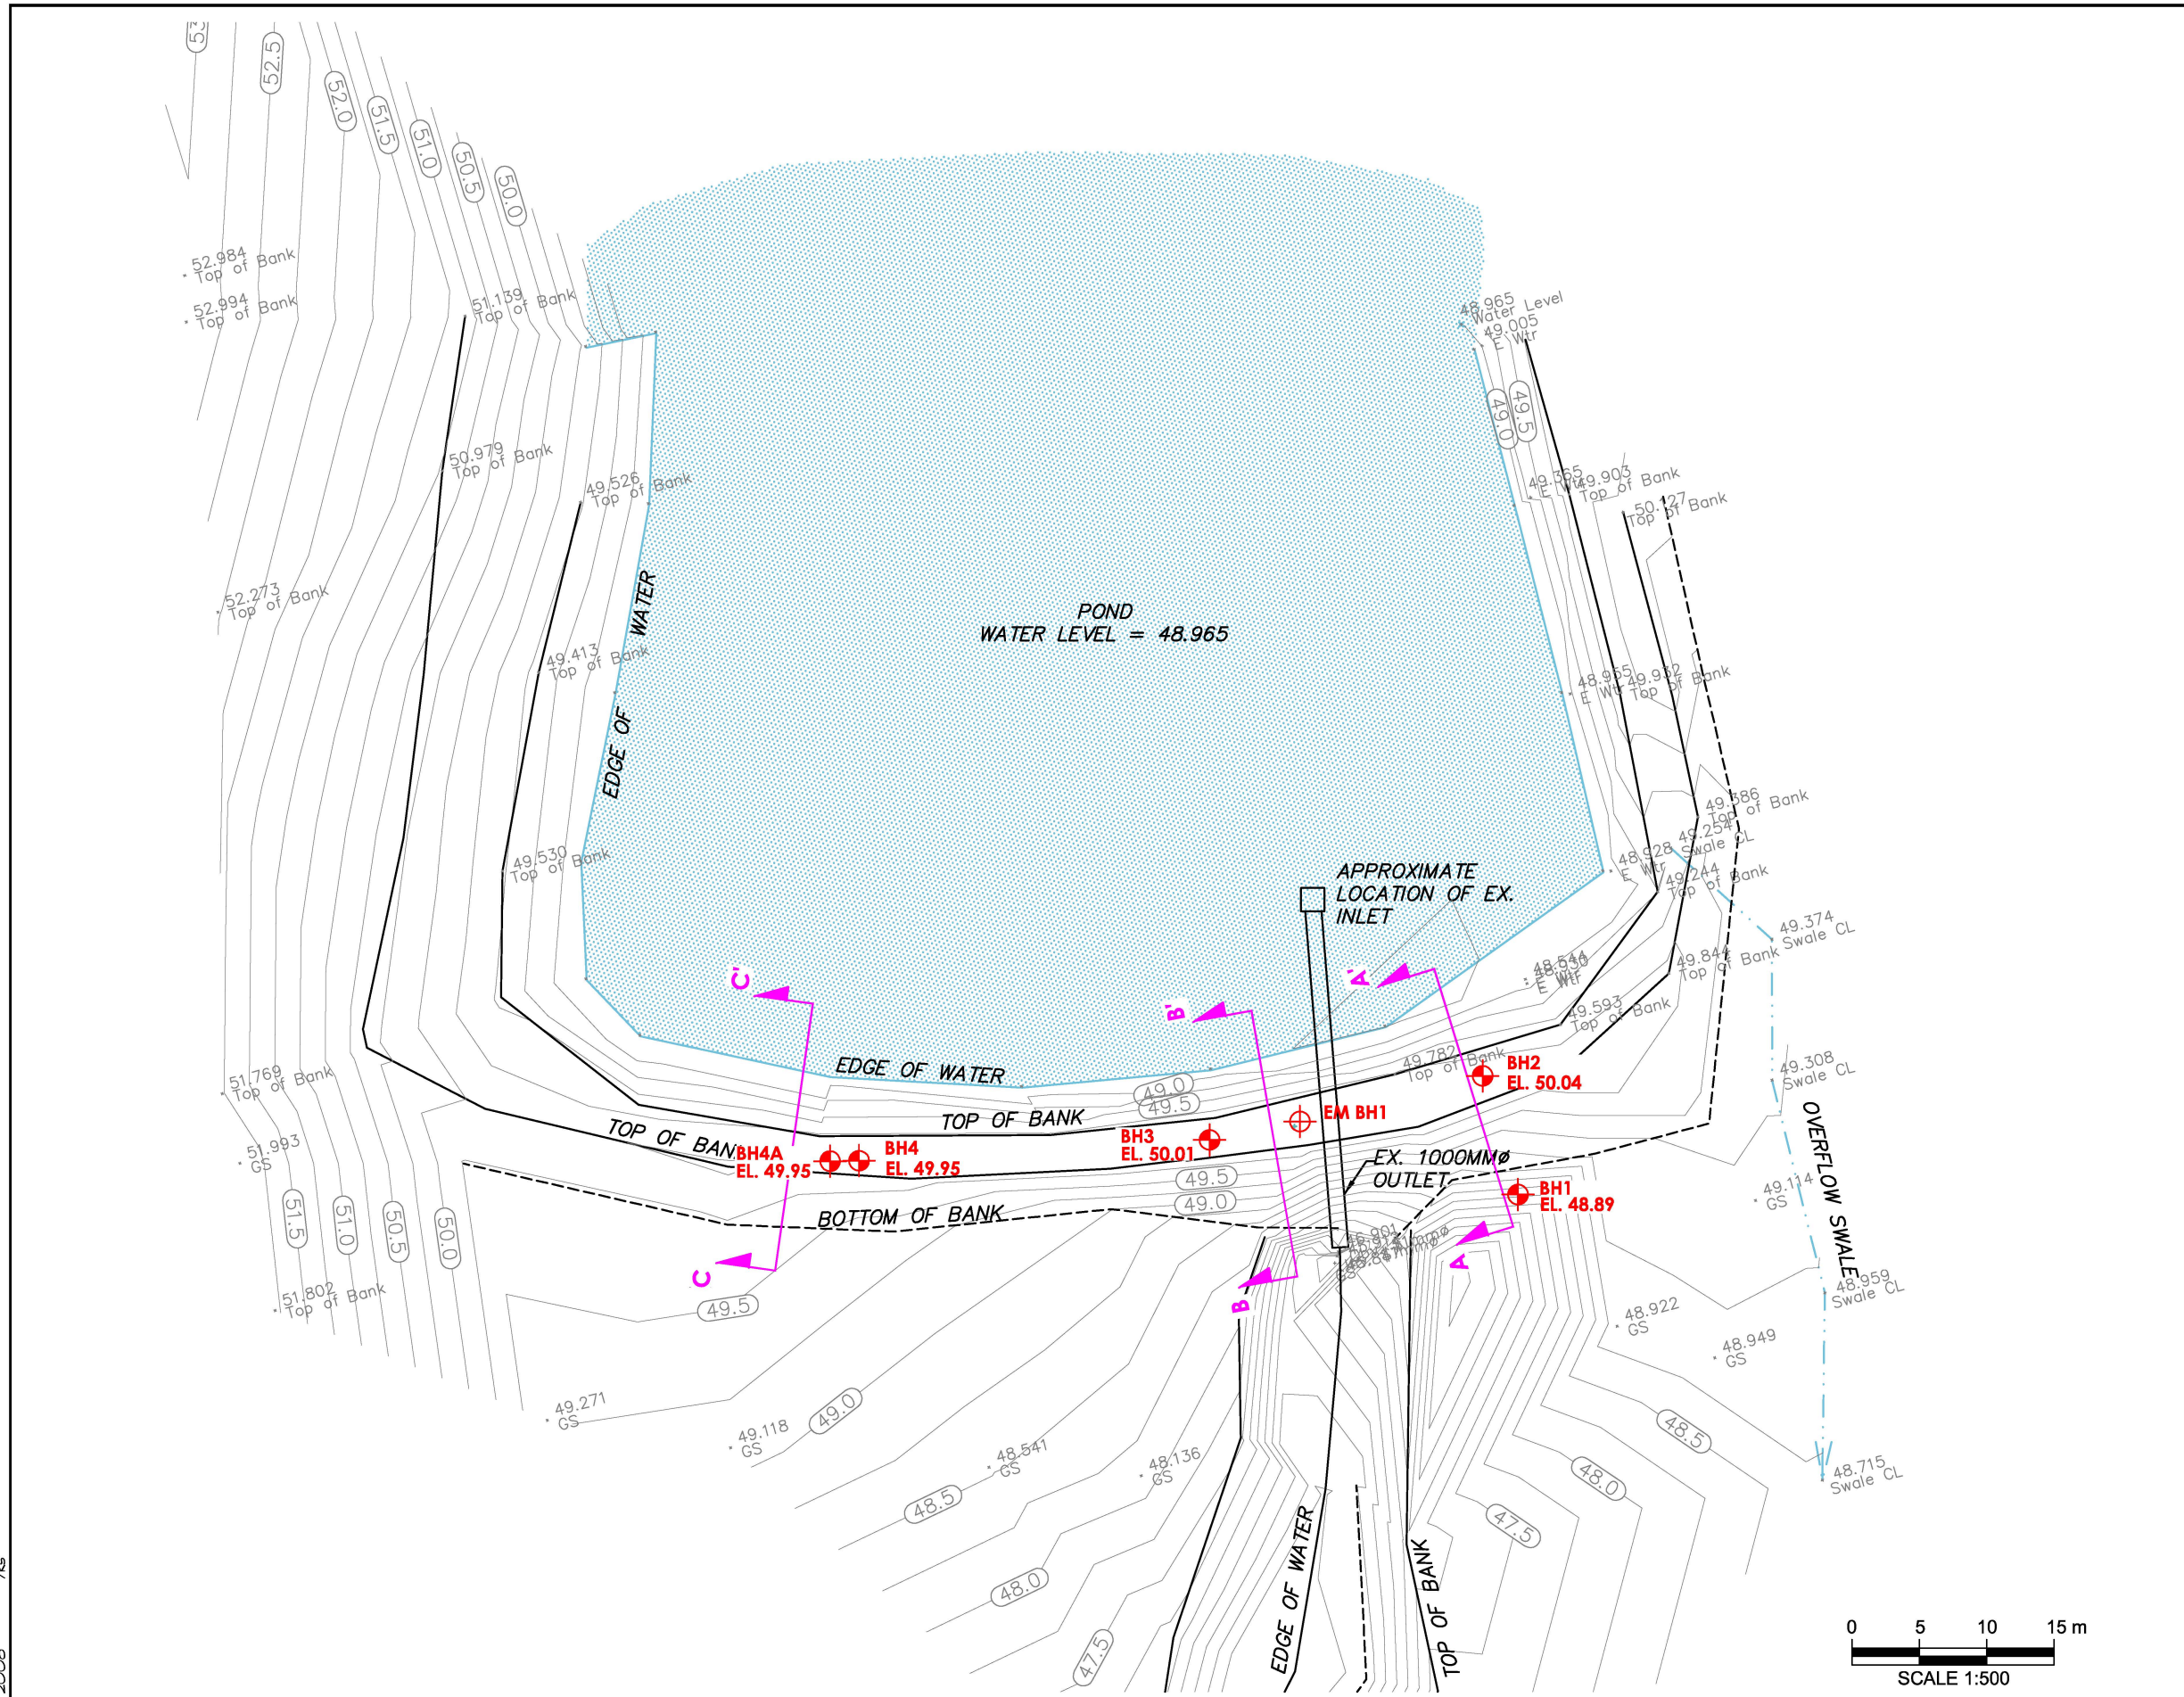 52.5
52.0
51.5
51.0
50.5
50.0
52.984
Top of Bank
52.994
Top of Bank
51.139
Top of Bank
48.965
Water Level
49.005
E Wtr
49.0
49.5
50.979
Top of Bank
49.526
Top of Bank
49.365
E Wtr
49.903
Top of Bank
50.127
Top of Bank
52.273
Top of Bank
EDGE OF WATER
POND
WATER LEVEL = 48.965
49.413
Top of Bank
48.955
E Wtr
49.932
Top of Bank
49.386
Top of Bank
49.254
Swale CL
49.530
Top of Bank
48.928
E Wtr
49.244
Top of Bank
APPROXIMATE
LOCATION OF EX.
INLET
49.374
Swale CL
49.844
Top of Bank
48.544
E Wtr
C'
B'
A'
49.593
Top of Bank
EDGE OF WATER
49.782
Top of Bank
BH2
EL. 50.04
49.308
Swale CL
51.769
Top of Bank
49.0
49.5
TOP OF BANK
EM BH1
TOP OF BANK
BH4A
EL. 49.95
BH4
EL. 49.95
BH3
EL. 50.01
EX. 1000MMø
OUTLET
51.993
GS
49.5
49.0
BH1
EL. 48.89
49.114
GS
OVERFLOW SWALE
51.5
51.0
50.5
50.0
BOTTOM OF BANK
46.901
GS
C
B
A
51.802
Top of Bank
49.5
48.959
Swale CL
48.922
GS
48.949
GS
49.271
GS
49.118
GS
49.0
48.541
GS
48.136
GS
48.5
48.0
48.715
Swale CL
48.5
47.5
48.0
47.5
EDGE OF WATER
TOP OF BANK
0 5 10 15 m
SCALE 1:500